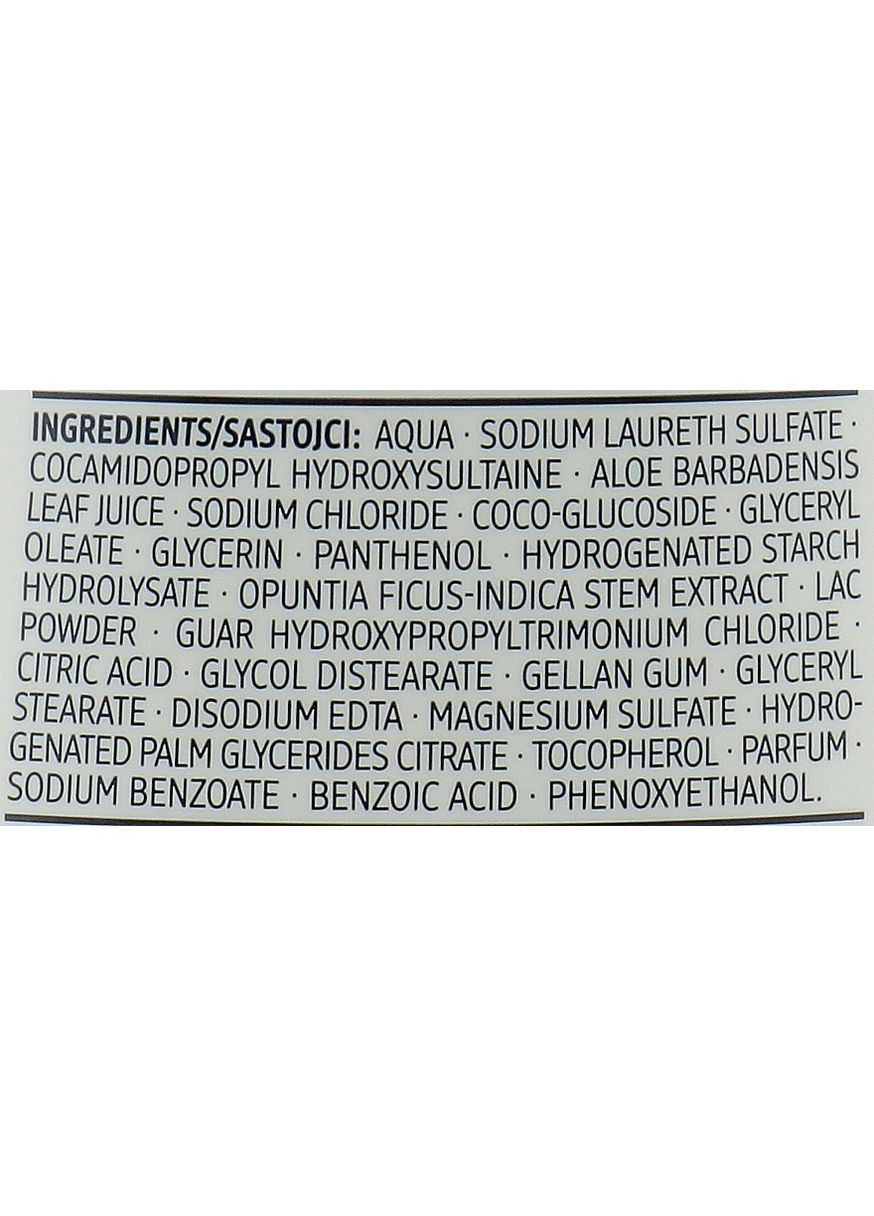 INGREDIENTS/SASTOJCI: AQUA · SODIUM LAURETH SULFATE ·
COCAMIDOPROPYL HYDROXYSULTAINE · ALOE BARBADENSIS
LEAF JUICE · SODIUM CHLORIDE · COCO-GLUCOSIDE · GLYCERYL
OLEATE · GLYCERIN · PANTHENOL · HYDROGENATED STARCH
HYDROLYSATE · OPUNTIA FICUS-INDICA STEM EXTRACT · LAC
POWDER · GUAR HYDROXYPROPYLTRIMONIUM CHLORIDE ·
CITRIC ACID · GLYCOL DISTEARATE · GELLAN GUM · GLYCERYL
STEARATE · DISODIUM EDTA · MAGNESIUM SULFATE · HYDRO-
GENATED PALM GLYCERIDES CITRATE · TOCOPHEROL · PARFUM ·
SODIUM BENZOATE · BENZOIC ACID · PHENOXYETHANOL.